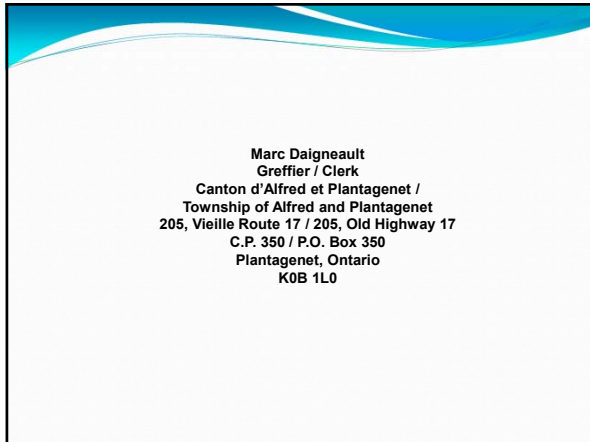 Marc Daigneault
Greffier / Clerk
Canton d’Alfred et Plantagenet /
Township of Alfred and Plantagenet
205, Vieille Route 17 / 205, Old Highway 17
C.P. 350 / P.O. Box 350
Plantagenet, Ontario
K0B 1L0